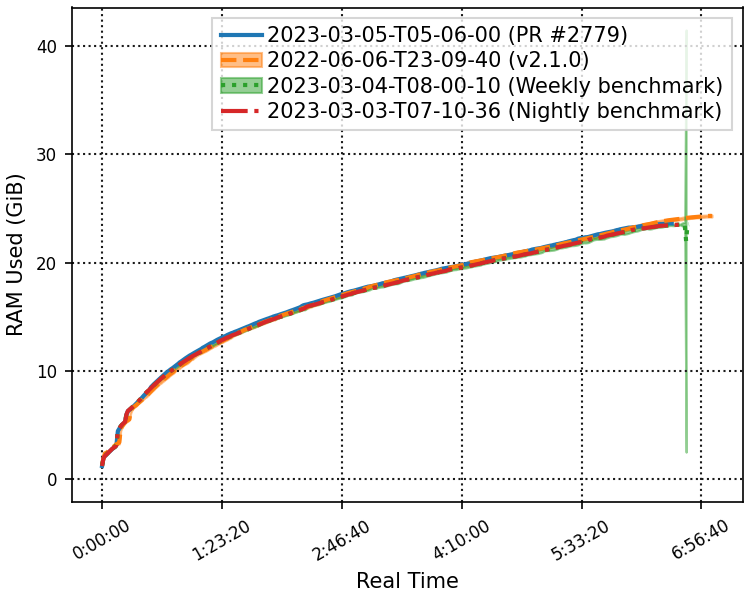 2023-03-05-T05-06-00 (PR #2779)
2022-06-06-T23-09-40 (v2.1.0)
2023-03-04-T08-00-10 (Weekly benchmark)
2023-03-03-T07-10-36 (Nightly benchmark)
RAM Used (GiB)
40
30
20
10
0
0:00:00
1:23:20
2:46:40
4:10:00
5:33:20
6:56:40
Real Time